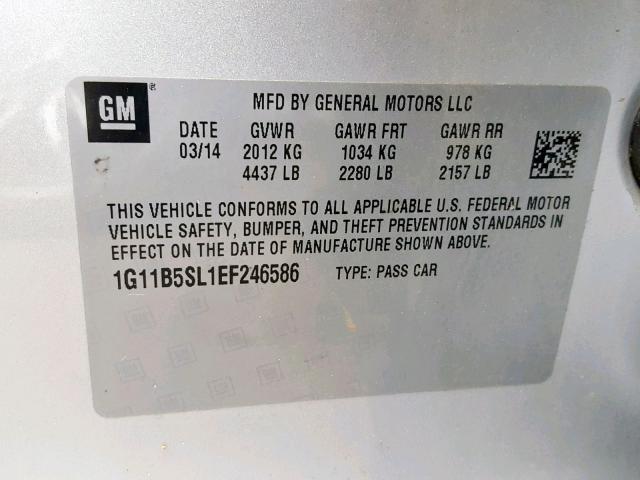 GM®
MFD BY GENERAL MOTORS LLC
DATE GVWR GAWR FRT GAWR RR
03/14 2012 KG 1034 KG 978 KG
4437 LB 2280 LB 2157 LB
THIS VEHICLE CONFORMS TO ALL APPLICABLE U.S. FEDERAL MOTOR
VEHICLE SAFETY, BUMPER, AND THEFT PREVENTION STANDARDS IN
EFFECT ON THE DATE OF MANUFACTURE SHOWN ABOVE.
1G11B5SL1EF246586 TYPE: PASS CAR